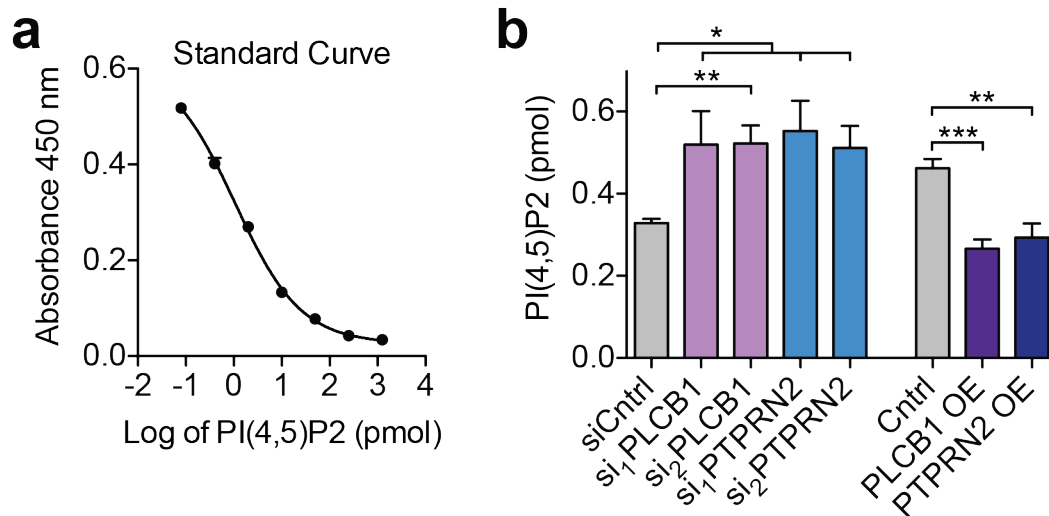 a
Standard Curve
0.6
0.4
0.2
0.0
-2 -1 0 1 2 3 4
Absorbance 450 nm
Log of PI(4,5)P2 (pmol)
b
*
**
**
***
0.6
0.4
0.2
0.0
PI(4,5)P2 (pmol)
siCntrl
si₁PLCB1
si₂PLCB1
si₁PTPRN2
si₂PTPRN2
Cntrl
PLCB1 OE
PTPRN2 OE